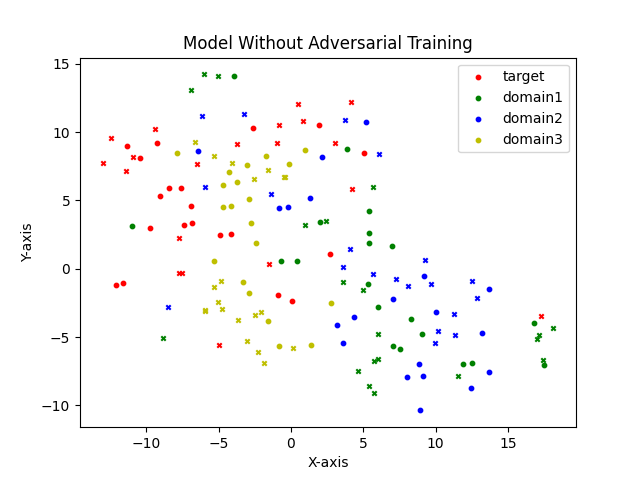 Model Without Adversarial Training
target
domain1
domain2
domain3
15
10
5
0
−5
−10
Y-axis
−10 −5 0 5 10 15
X-axis